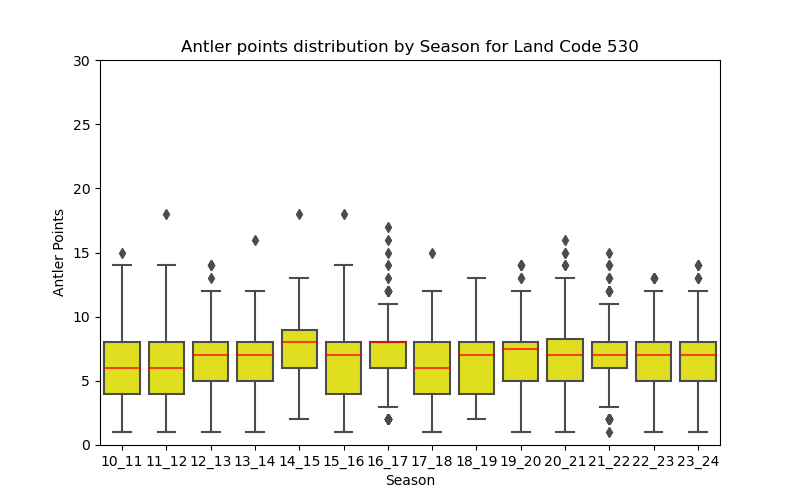 Antler points distribution by Season for Land Code 530
30
25
20
15
10
5
0
Antler Points
10_11 11_12 12_13 13_14 14_15 15_16 16_17 17_18 18_19 19_20 20_21 21_22 22_23 23_24
Season